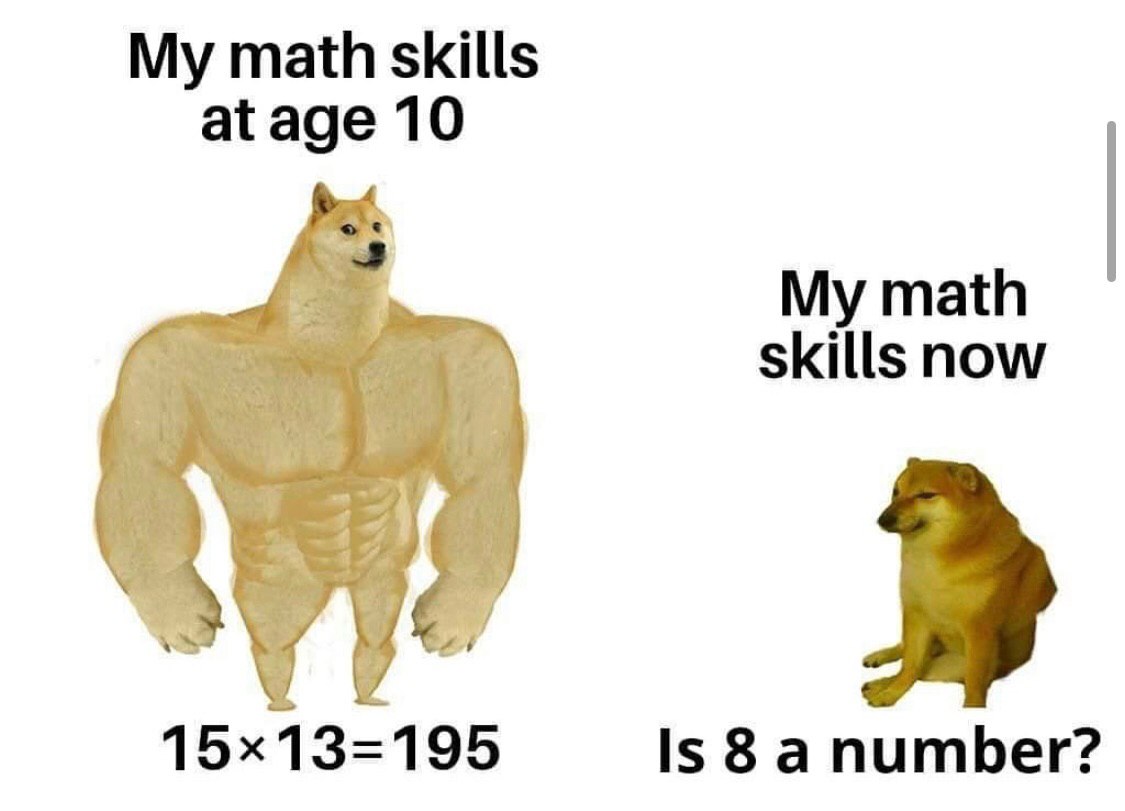 My math skills
at age 10
My math
skills now
15×13=195
Is 8 a number?